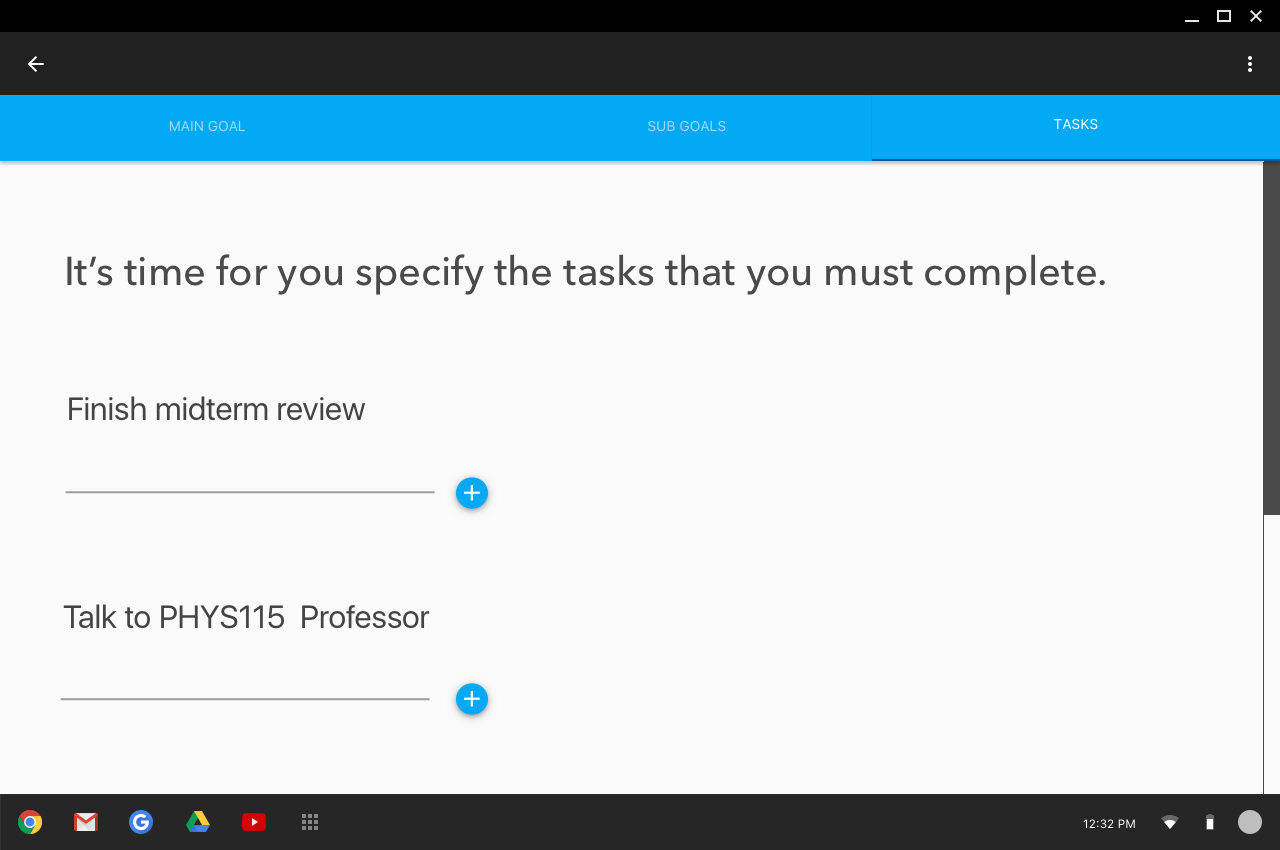 MAIN GOAL
SUB GOALS
TASKS
It’s time for you specify the tasks that you must complete.
Finish midterm review
Talk to PHYS115  Professor
12:32 PM